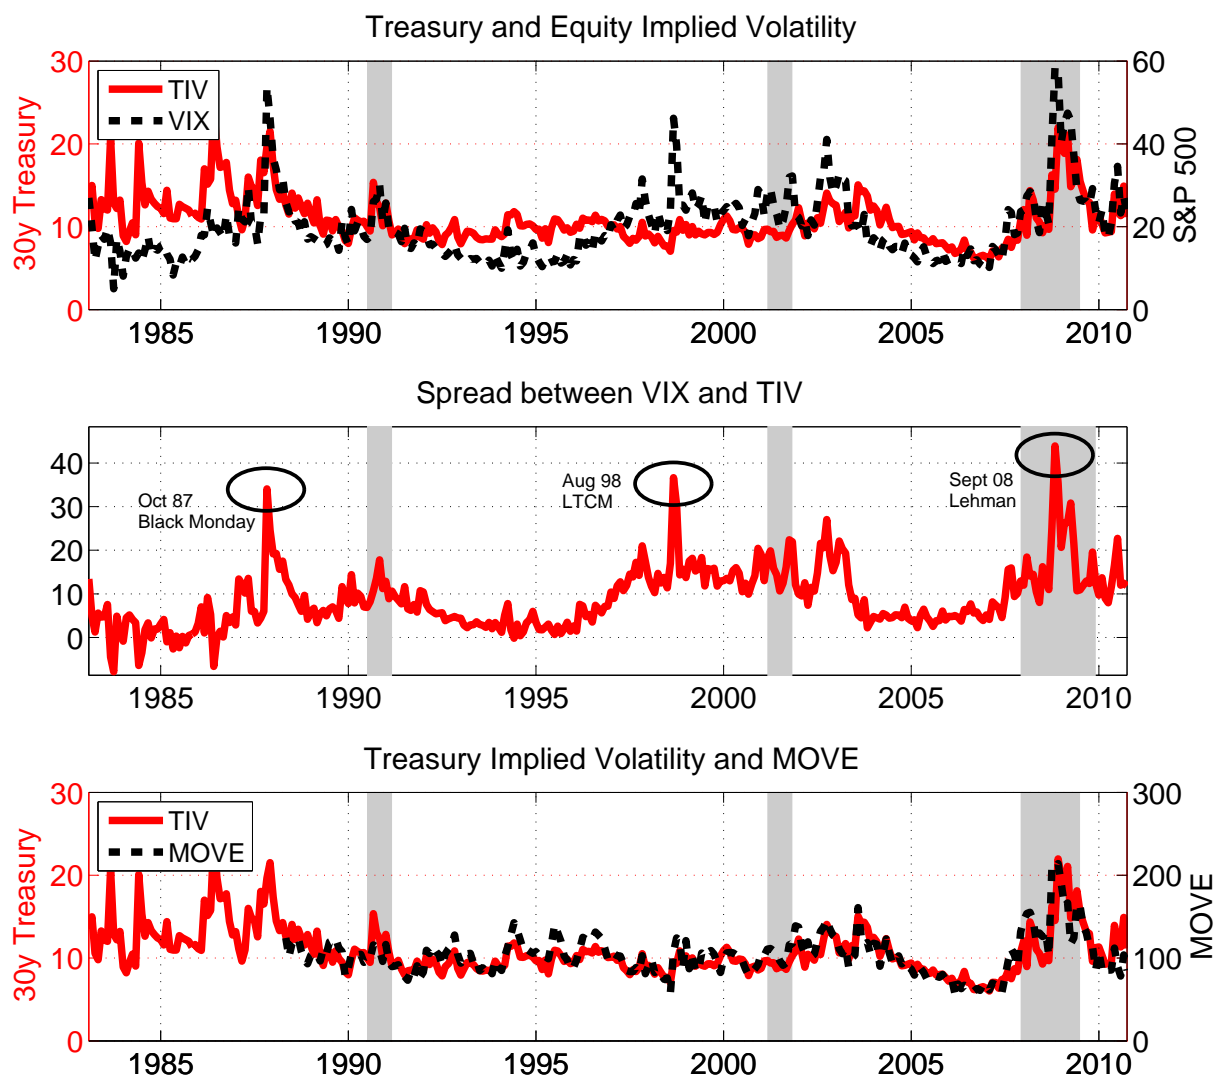 Treasury and Equity Implied Volatility
30
20
10
0
30y Treasury
TIV
VIX
60
40
20
0
S&P 500
1985 1990 1995 2000 2005 2010
Spread between VIX and TIV
40
30
20
10
0
Oct 87
Black Monday
Aug 98
LTCM
Sept 08
Lehman
1985 1990 1995 2000 2005 2010
Treasury Implied Volatility and MOVE
30
20
10
0
30y Treasury
TIV
MOVE
300
200
100
0
MOVE
1985 1990 1995 2000 2005 2010